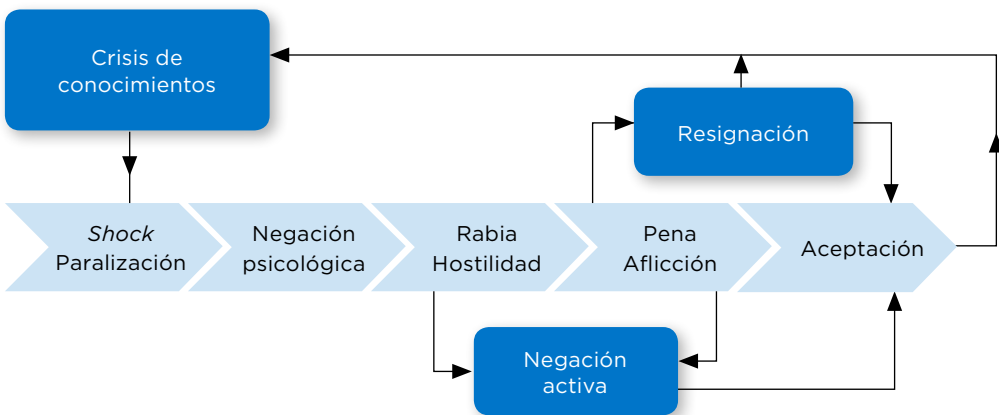 Crisis de
conocimientos
Resignación
Shock
Paralización
Negación
psicológica
Rabia
Hostilidad
Pena
Aflicción
Aceptación
Negación
activa